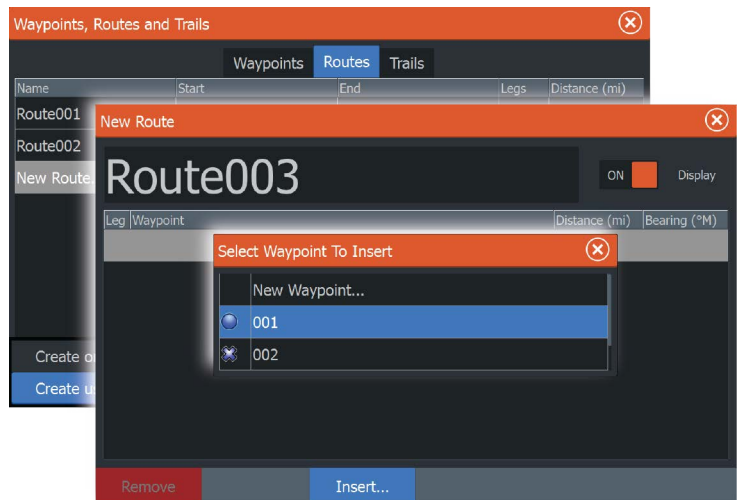 Waypoints, Routes and Trails
Waypoints Routes Trails
Name Start End Legs Distance (mi)
Route001
Route002
New Route
New Route
Route003
ON Display
Leg Waypoint Distance (mi) Bearing (°M)
Select Waypoint To Insert
New Waypoint...
001
002
Create
Create
Remove Insert...